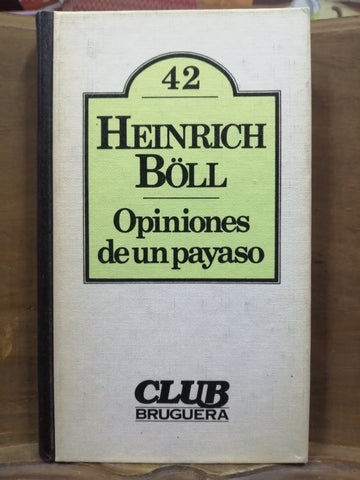 42
HEINRICH
BÖLL
Opiniones
de un payaso
CLUB
BRUGUERA